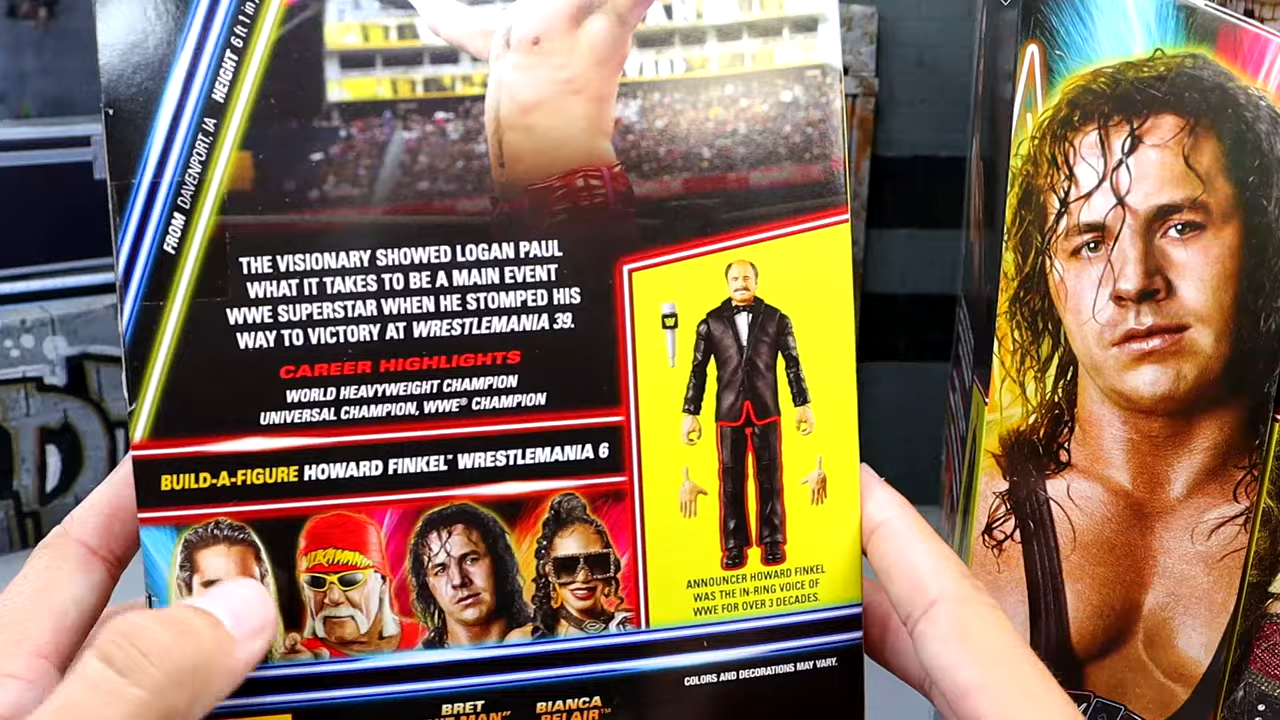 HEIGHT 6 ft 1 in
FROM DAVENPORT, IA
THE VISIONARY SHOWED LOGAN PAUL
WHAT IT TAKES TO BE A MAIN EVENT
WWE SUPERSTAR WHEN HE STOMPED HIS
WAY TO VICTORY AT WRESTLEMANIA 39.
CAREER HIGHLIGHTS
WORLD HEAVYWEIGHT CHAMPION
UNIVERSAL CHAMPION, WWE® CHAMPION
BUILD-A-FIGURE HOWARD FINKEL™ WRESTLEMANIA 6
HULKAMANIA
ANNOUNCER HOWARD FINKEL
WAS THE IN-RING VOICE OF
WWE FOR OVER 3 DECADES.
COLORS AND DECORATIONS MAY VARY.
BRET
MAN"
BIANCA
BELAIR™